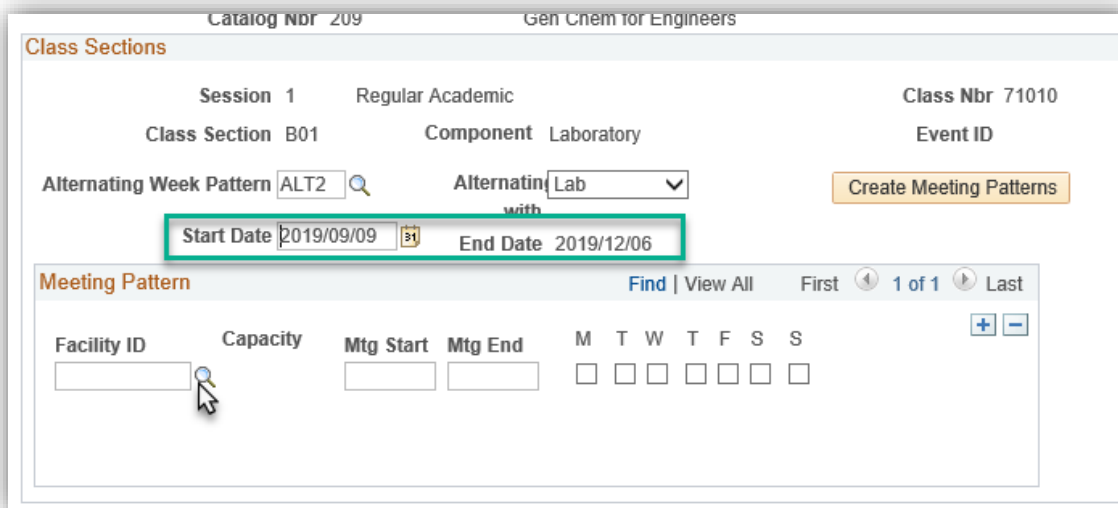 Catalog Nbr 209 Gen Chem for Engineers
Class Sections
Session 1 Regular Academic Class Nbr 71010
Class Section B01 Component Laboratory Event ID
Alternating Week Pattern ALT2 Alternating with Lab Create Meeting Patterns
Start Date 2019/09/09 31 End Date 2019/12/06
Meeting Pattern Find | View All First 1 of 1 Last
Facility ID Capacity Mtg Start Mtg End M T W T F S S